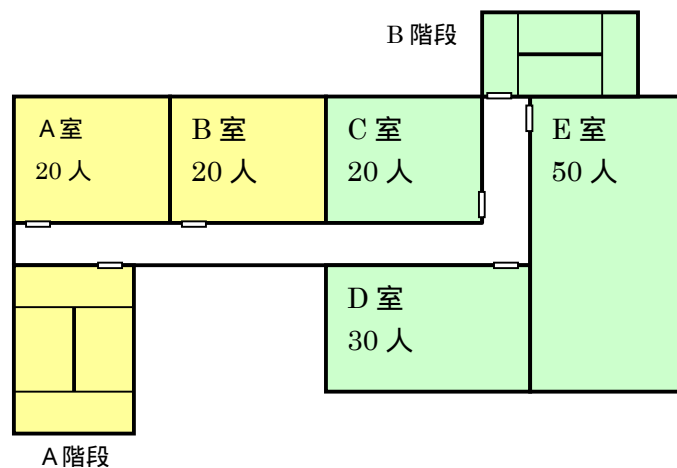 B 階段
A 室
20 人
B 室
20 人
C 室
20 人
E 室
50 人
D 室
30 人
A 階段